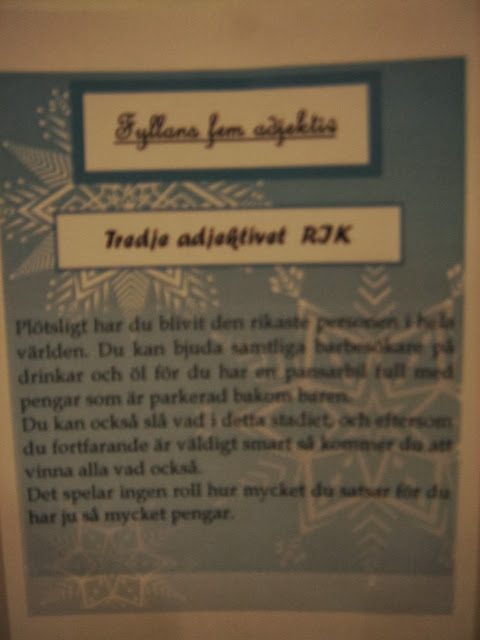 Fyllans fem adjektiv
Tredje adjektivet RIK
Plötsligt har du blivit den rikaste personen i hela
världen. Du kan bjuda samtliga barbesökare på
drinkar och öl för du har en pansarbil full med
pengar som är parkerad bakom baren.
Du kan också slå vad i detta stadiet, och eftersom
du fortfarande är väldigt smart så kommer du att
vinna alla vad också.
Det spelar ingen roll hur mycket du satsar för du
har ju så mycket pengar.